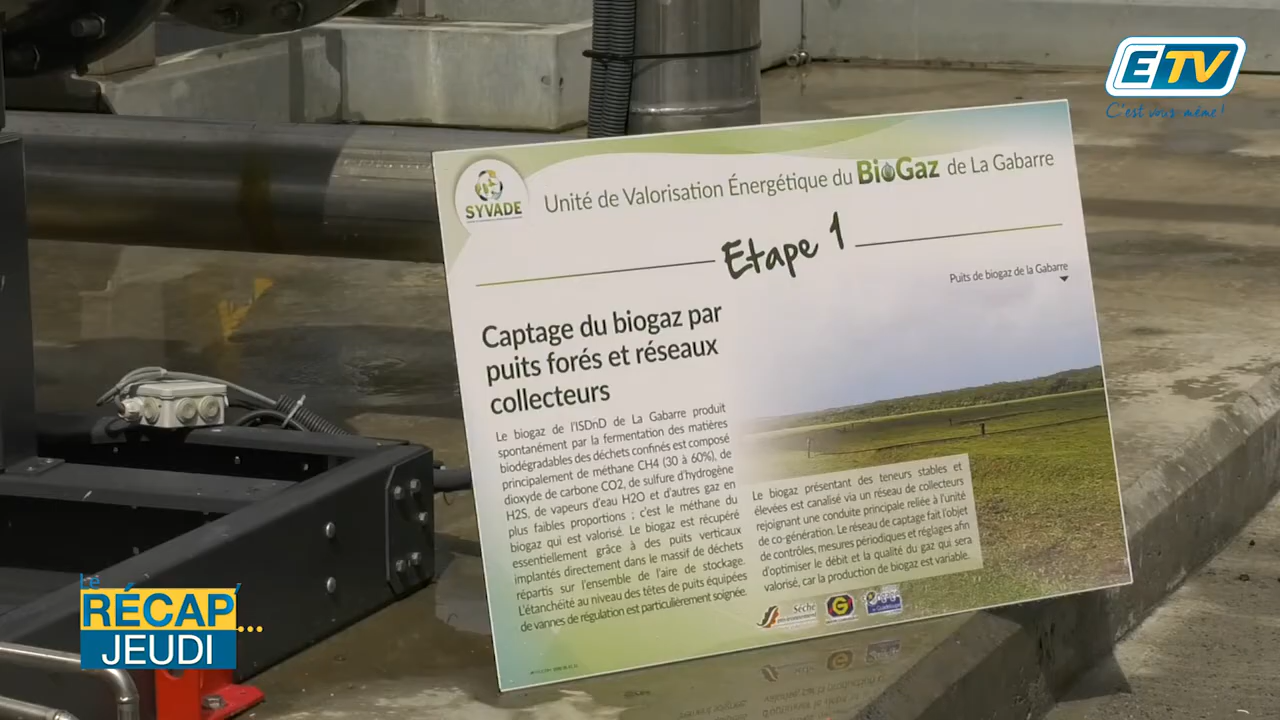 ETV
C'est vous même !
SYVADE
Unité de Valorisation Énergétique du BioGaz de La Gabarre
Etape 1
Puits de biogaz de la Gabarre
Captage du biogaz par
puits forés et réseaux
collecteurs
Le biogaz de l'ISDnD de La Gabarre produit
spontanément par la fermentation des matières
biodégradables des déchets confinés est composé
principalement de méthane CH4 (30 à 60%), de
dioxyde de carbone CO2, de sulfure d'hydrogène
H2S, de vapeurs d'eau H2O et d'autres gaz en
plus faibles proportions ; c'est le méthane du
biogaz qui est valorisé. Le biogaz est récupéré
essentiellement grâce à des puits verticaux
implantés directement dans le massif de déchets
répartis sur l'ensemble de l'aire de stockage.
L'étanchéité au niveau des têtes de puits équipées
de vannes de régulation est particulièrement soignée.
Le biogaz présentant des teneurs stables et
élevées est canalisé via un réseau de collecteurs
rejoignant une conduite principale reliée à l'unité
de co-génération. Le réseau de captage fait l'objet
de contrôles, mesures périodiques et réglages afin
d'optimiser le débit et la qualité du gaz qui sera
valorisé, car la production de biogaz est variable.
Séché
Le
RÉCAP'...
JEUDI